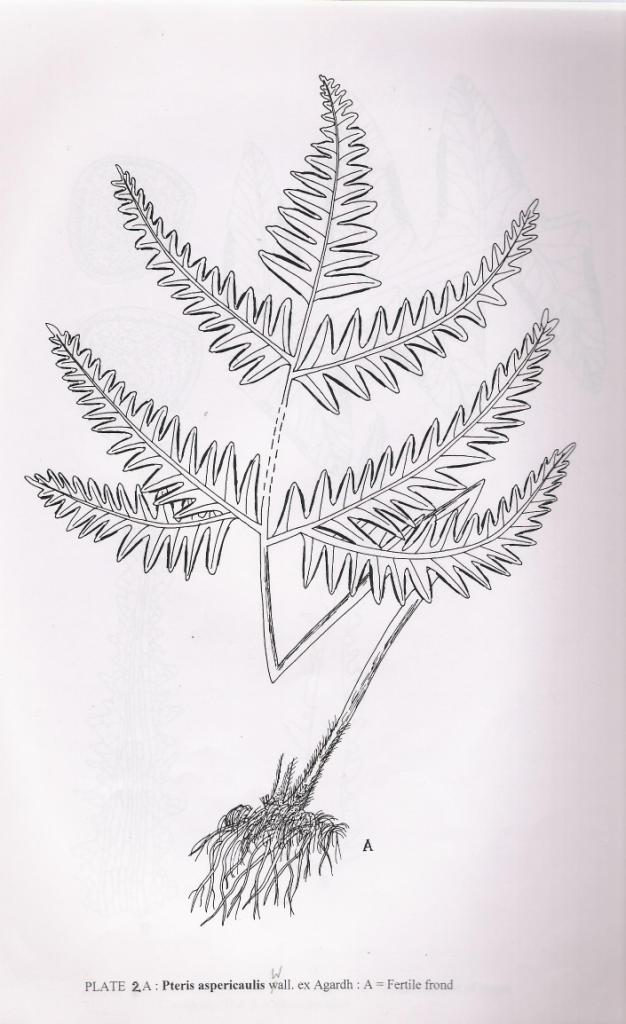 A
PLATE 2A : Pteris aspericaulis Wall. ex Agardh : A = Fertile frond